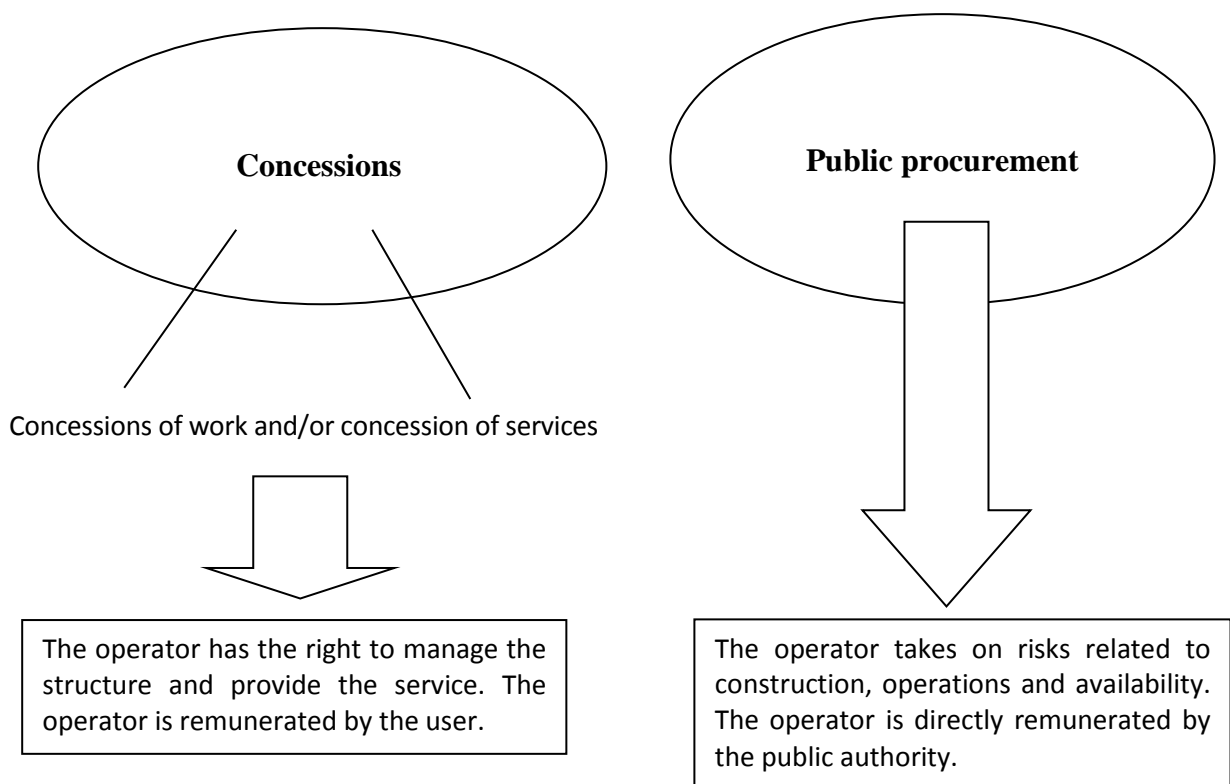 Concessions
Public procurement
Concessions of work and/or concession of services
The operator has the right to manage the
structure and provide the service. The
operator is remunerated by the user.
The operator takes on risks related to
construction, operations and availability.
The operator is directly remunerated by
the public authority.